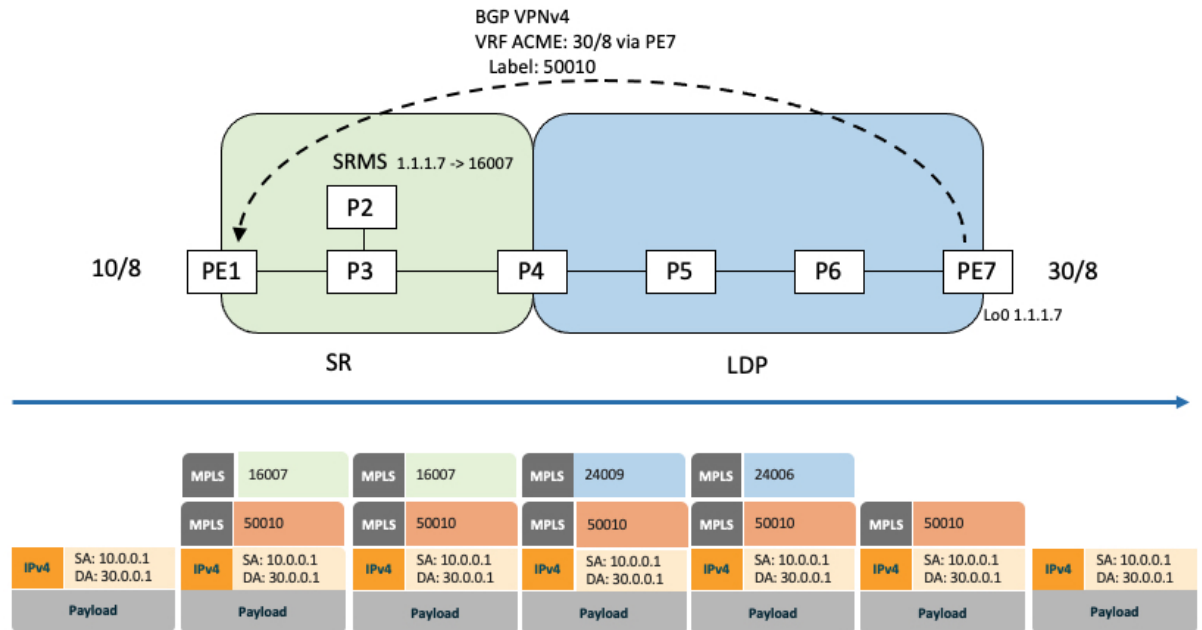 BGP VPNv4
VRF ACME: 30/8 via PE7
Label: 50010
SRMS 1.1.1.7 -> 16007
P2
10/8 PE1 P3 P4 P5 P6 PE7 30/8
Lo0 1.1.1.7
SR LDP
MPLS 16007 MPLS 16007 MPLS 24009 MPLS 24006
MPLS 50010 MPLS 50010 MPLS 50010 MPLS 50010 MPLS 50010
IPv4 SA: 10.0.0.1 DA: 30.0.0.1 IPv4 SA: 10.0.0.1 DA: 30.0.0.1 IPv4 SA: 10.0.0.1 DA: 30.0.0.1 IPv4 SA: 10.0.0.1 DA: 30.0.0.1 IPv4 SA: 10.0.0.1 DA: 30.0.0.1 IPv4 SA: 10.0.0.1 DA: 30.0.0.1 IPv4 SA: 10.0.0.1 DA: 30.0.0.1
Payload Payload Payload Payload Payload Payload Payload